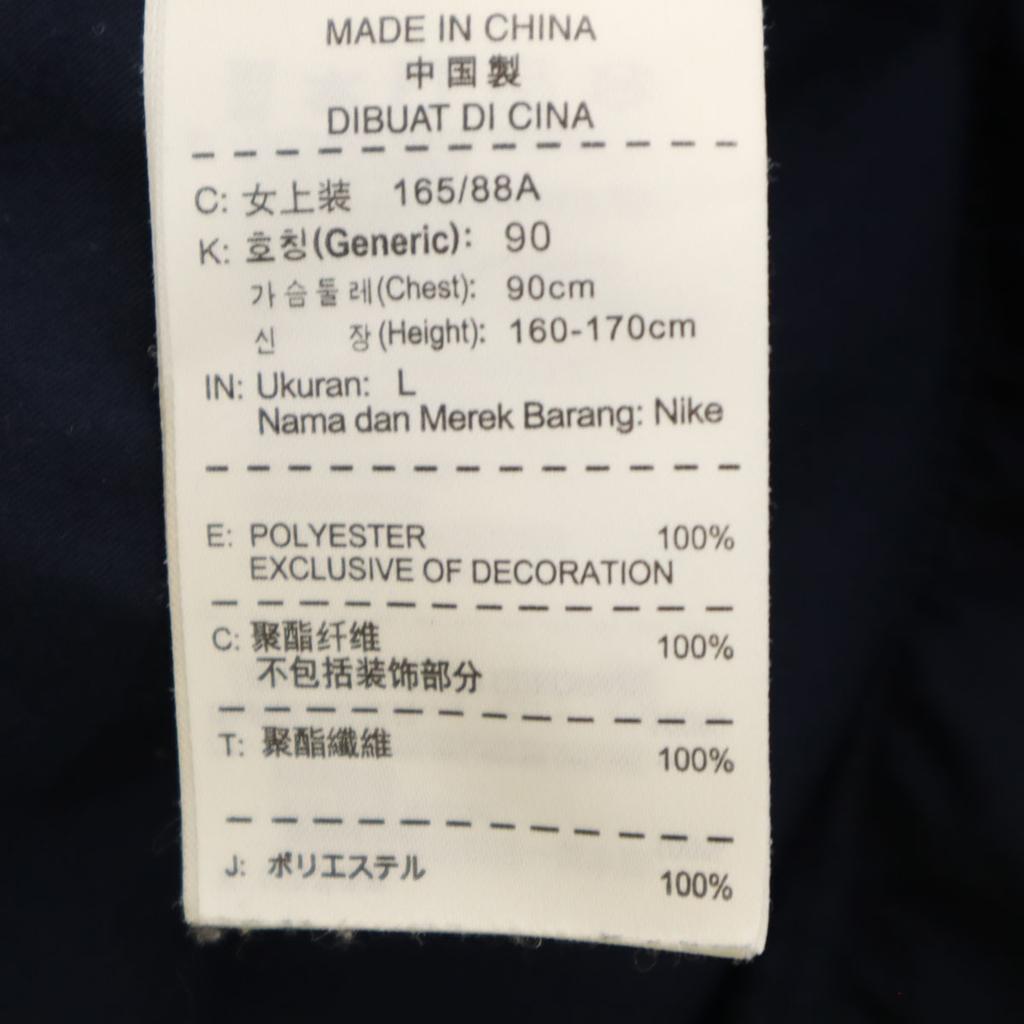 MADE IN CHINA
中国製
DIBUAT DI CINA
C: 女上装 165/88A
K: 호칭(Generic): 90
가슴둘레(Chest): 90cm
신 장(Height): 160-170cm
IN: Ukuran: L
Nama dan Merek Barang: Nike
E: POLYESTER 100%
EXCLUSIVE OF DECORATION
C: 聚酯纤维 100%
不包括装饰部分
T: 聚酯纖維 100%
J: ポリエステル 100%